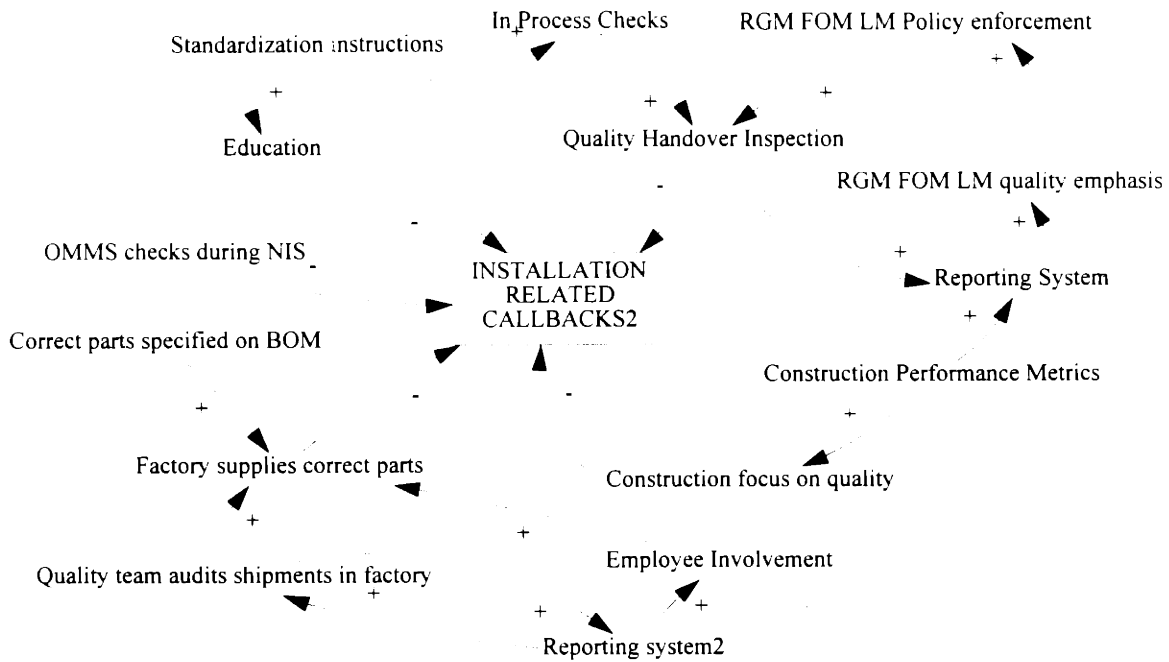 In Process Checks
RGM FOM LM Policy enforcement
Standardization instructions
+
+
+
+
+
Education
Quality Handover Inspection
RGM FOM LM quality emphasis
-
-
+
+
OMMS checks during NIS
-
INSTALLATION
RELATED
CALLBACKS2
Reporting System
+
Correct parts specified on BOM
Construction Performance Metrics
-
-
+
+
Factory supplies correct parts
Construction focus on quality
+
+
Employee Involvement
Quality team audits shipments in factory
+
+
+
Reporting system2